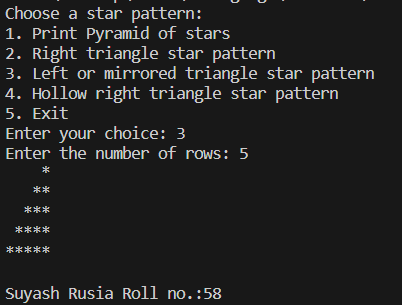 Choose a star pattern:
1. Print Pyramid of stars
2. Right triangle star pattern
3. Left or mirrored triangle star pattern
4. Hollow right triangle star pattern
5. Exit
Enter your choice: 3
Enter the number of rows: 5
    *
   **
  ***
 ****
*****

Suyash Rusia Roll no.:58